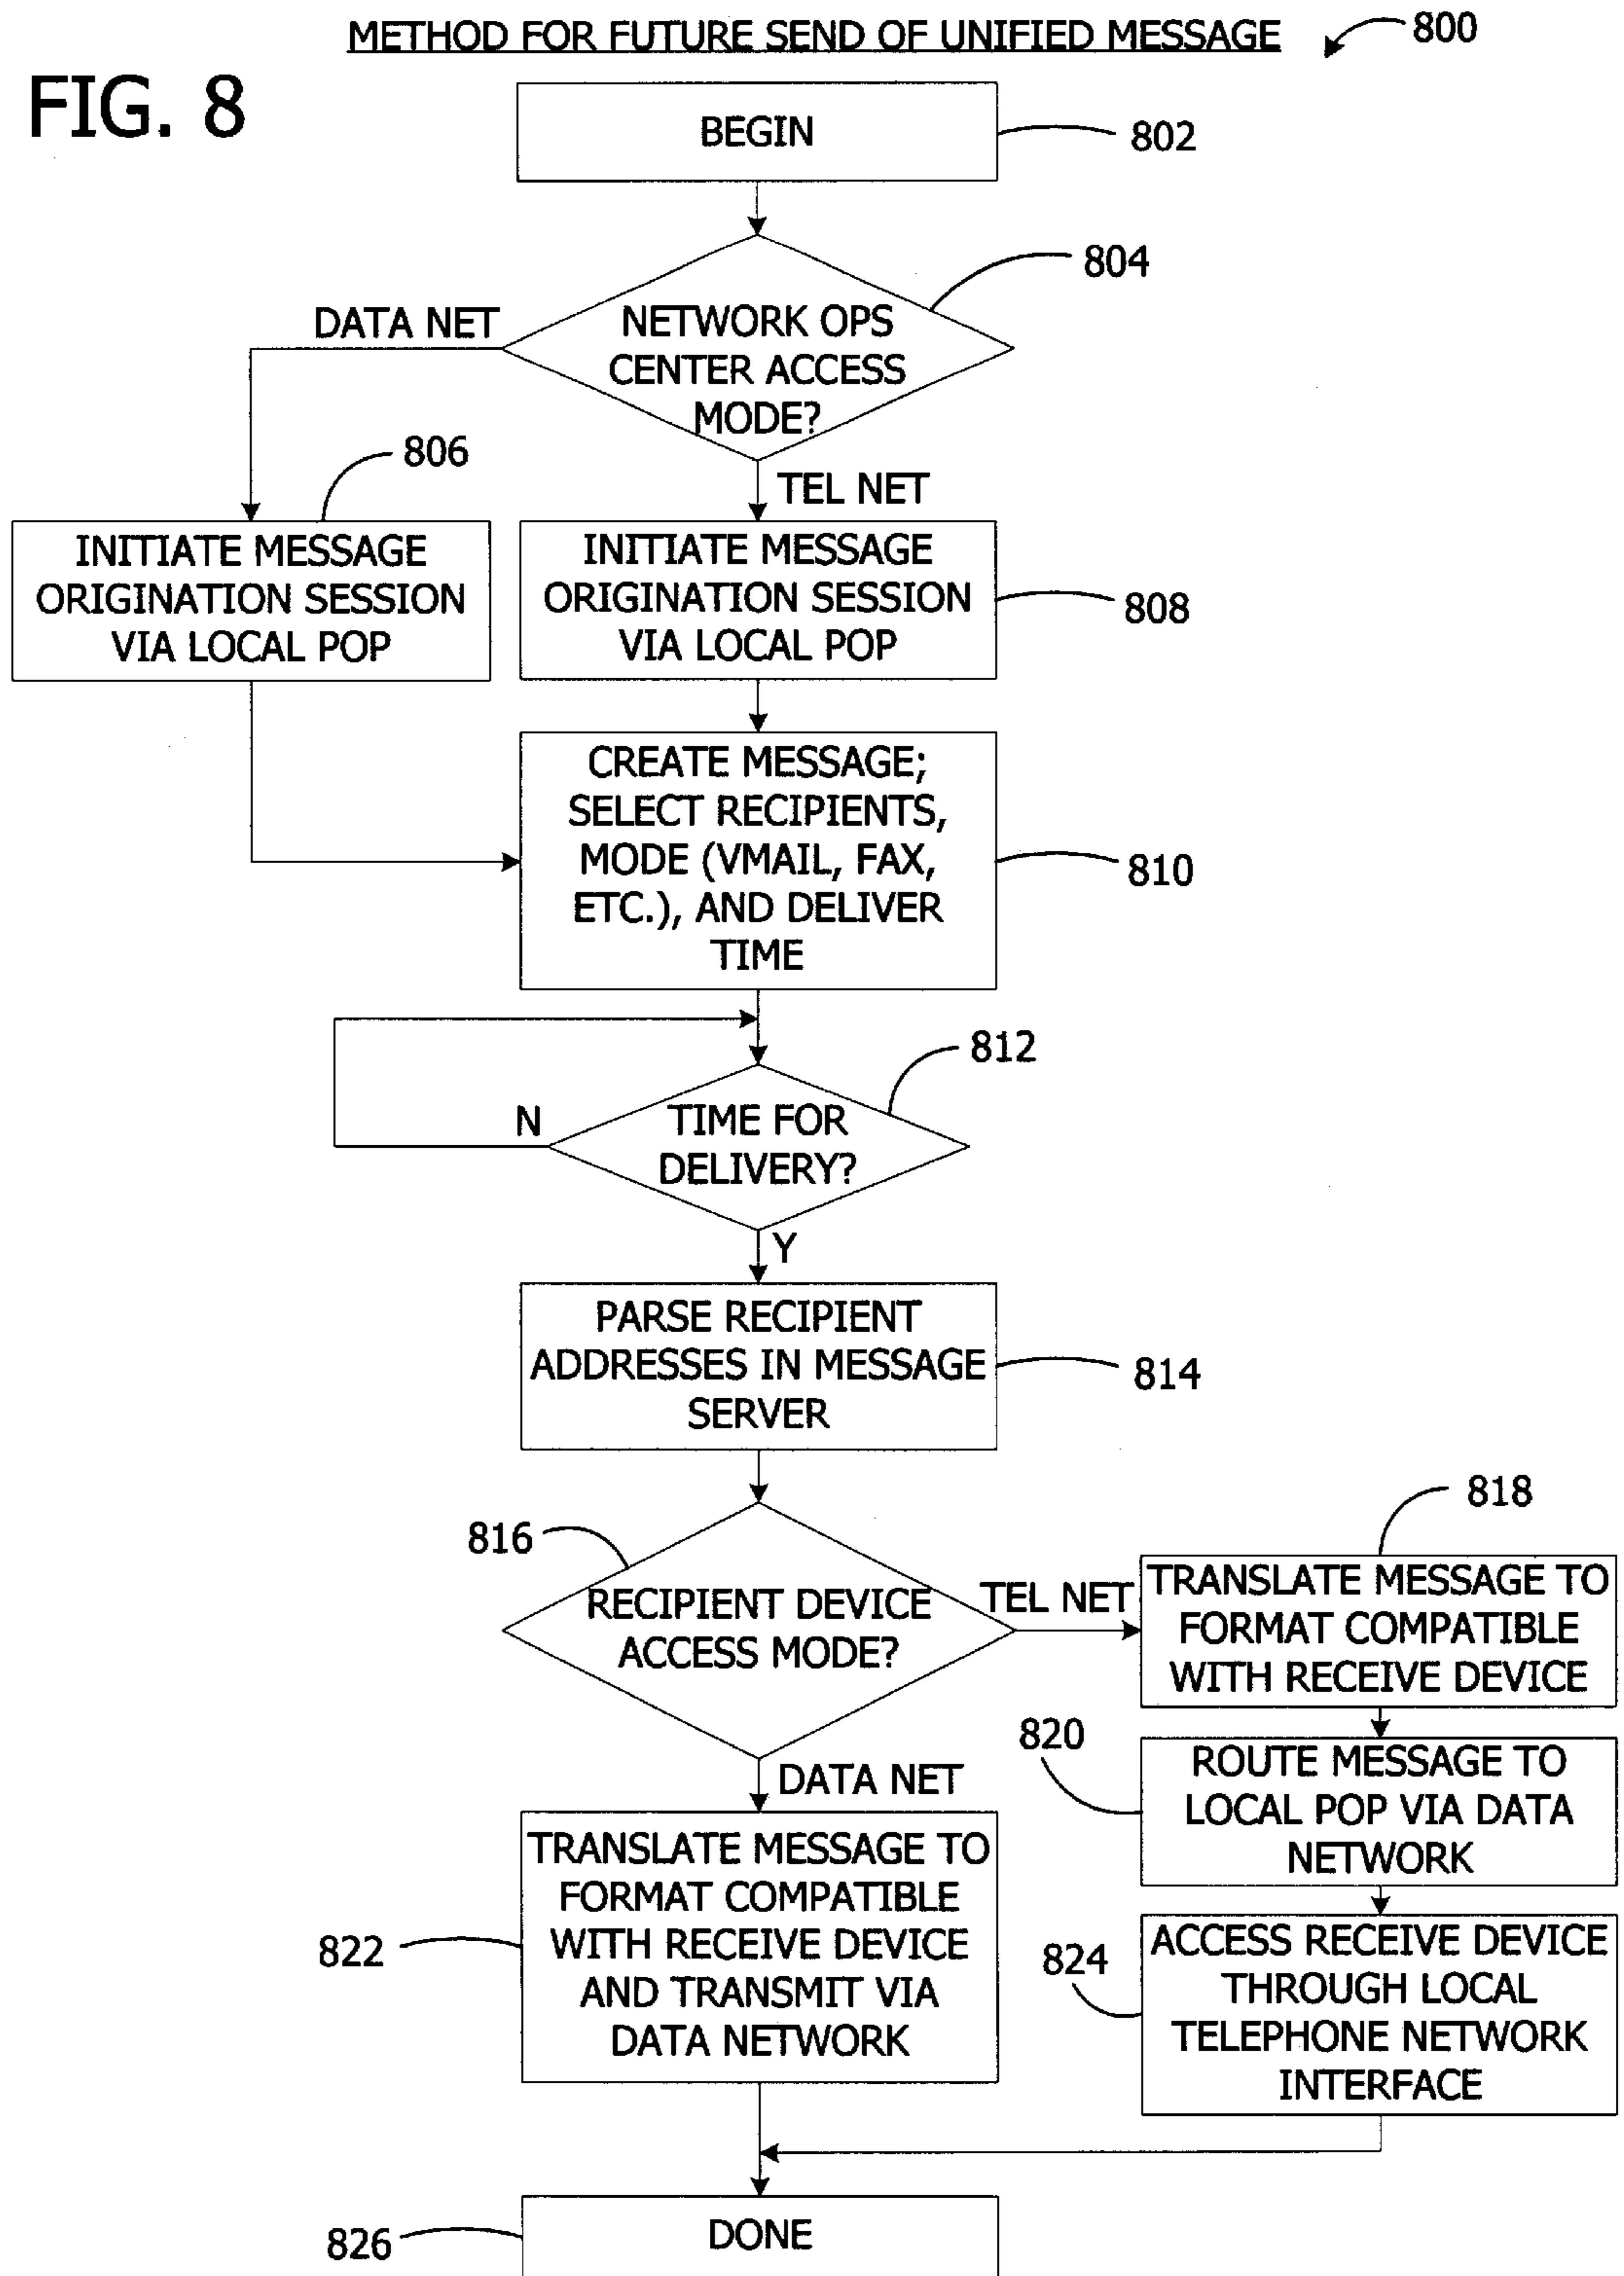 METHOD FOR FUTURE SEND OF UNIFIED MESSAGE
800
FIG. 8
BEGIN
802
804
NETWORK OPS
CENTER ACCESS
MODE?
DATA NET
806
TEL NET
INITIATE MESSAGE
ORIGINATION SESSION
VIA LOCAL POP
INITIATE MESSAGE
ORIGINATION SESSION
VIA LOCAL POP
808
CREATE MESSAGE;
SELECT RECIPIENTS,
MODE (VMAIL, FAX,
ETC.), AND DELIVER
TIME
810
812
TIME FOR
DELIVERY?
N
Y
PARSE RECIPIENT
ADDRESSES IN MESSAGE
SERVER
814
816
RECIPIENT DEVICE
ACCESS MODE?
TEL NET
818
TRANSLATE MESSAGE TO
FORMAT COMPATIBLE
WITH RECEIVE DEVICE
820
ROUTE MESSAGE TO
LOCAL POP VIA DATA
NETWORK
DATA NET
TRANSLATE MESSAGE TO
FORMAT COMPATIBLE
WITH RECEIVE DEVICE
AND TRANSMIT VIA
DATA NETWORK
822
824
ACCESS RECEIVE DEVICE
THROUGH LOCAL
TELEPHONE NETWORK
INTERFACE
DONE
826